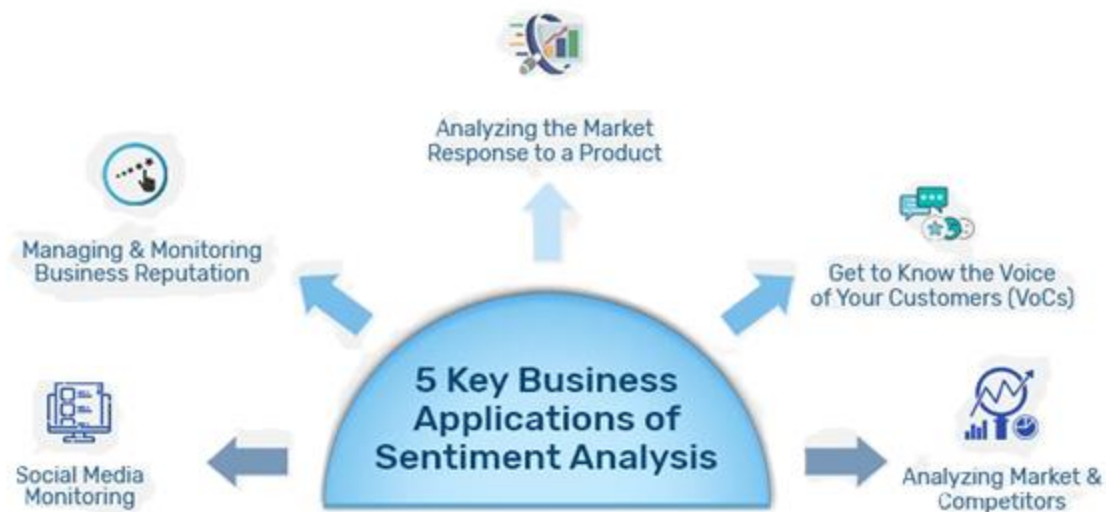 Analyzing the Market
Response to a Product
Managing & Monitoring
Business Reputation
Get to Know the Voice
of Your Customers (VoCs)
5 Key Business
Applications of
Sentiment Analysis
Social Media
Monitoring
Analyzing Market &
Competitors